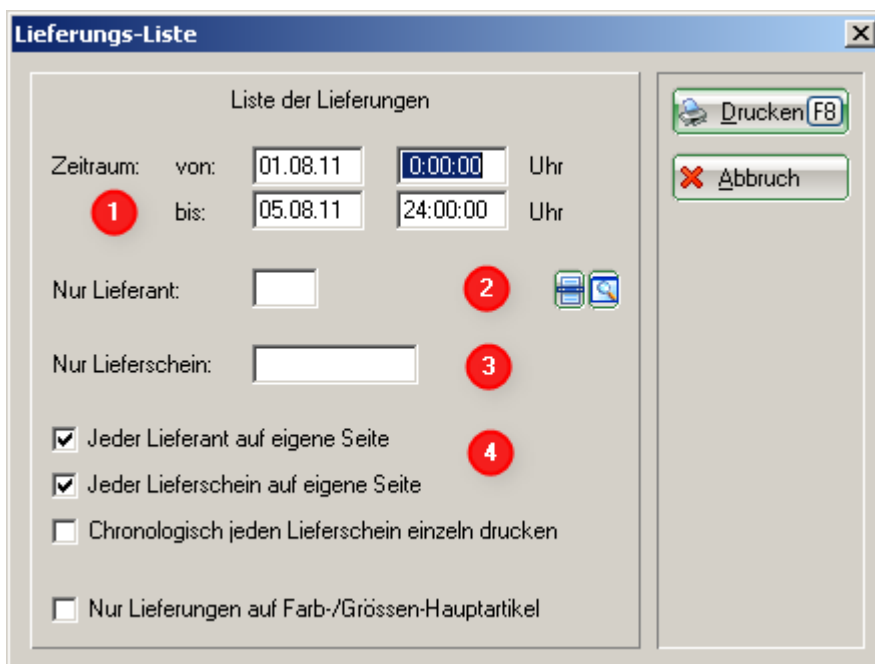 Lieferungs-Liste
Liste der Lieferungen
Zeitraum: von: 01.08.11 0:00:00 Uhr
1 bis: 05.08.11 24:00:00 Uhr
Nur Lieferant: 2
Nur Lieferschein: 3
Jeder Lieferant auf eigene Seite
4
Jeder Lieferschein auf eigene Seite
Chronologisch jeden Lieferschein einzeln drucken
Nur Lieferungen auf Farb-/Grössen-Hauptartikel
Drucken F8
Abbruch